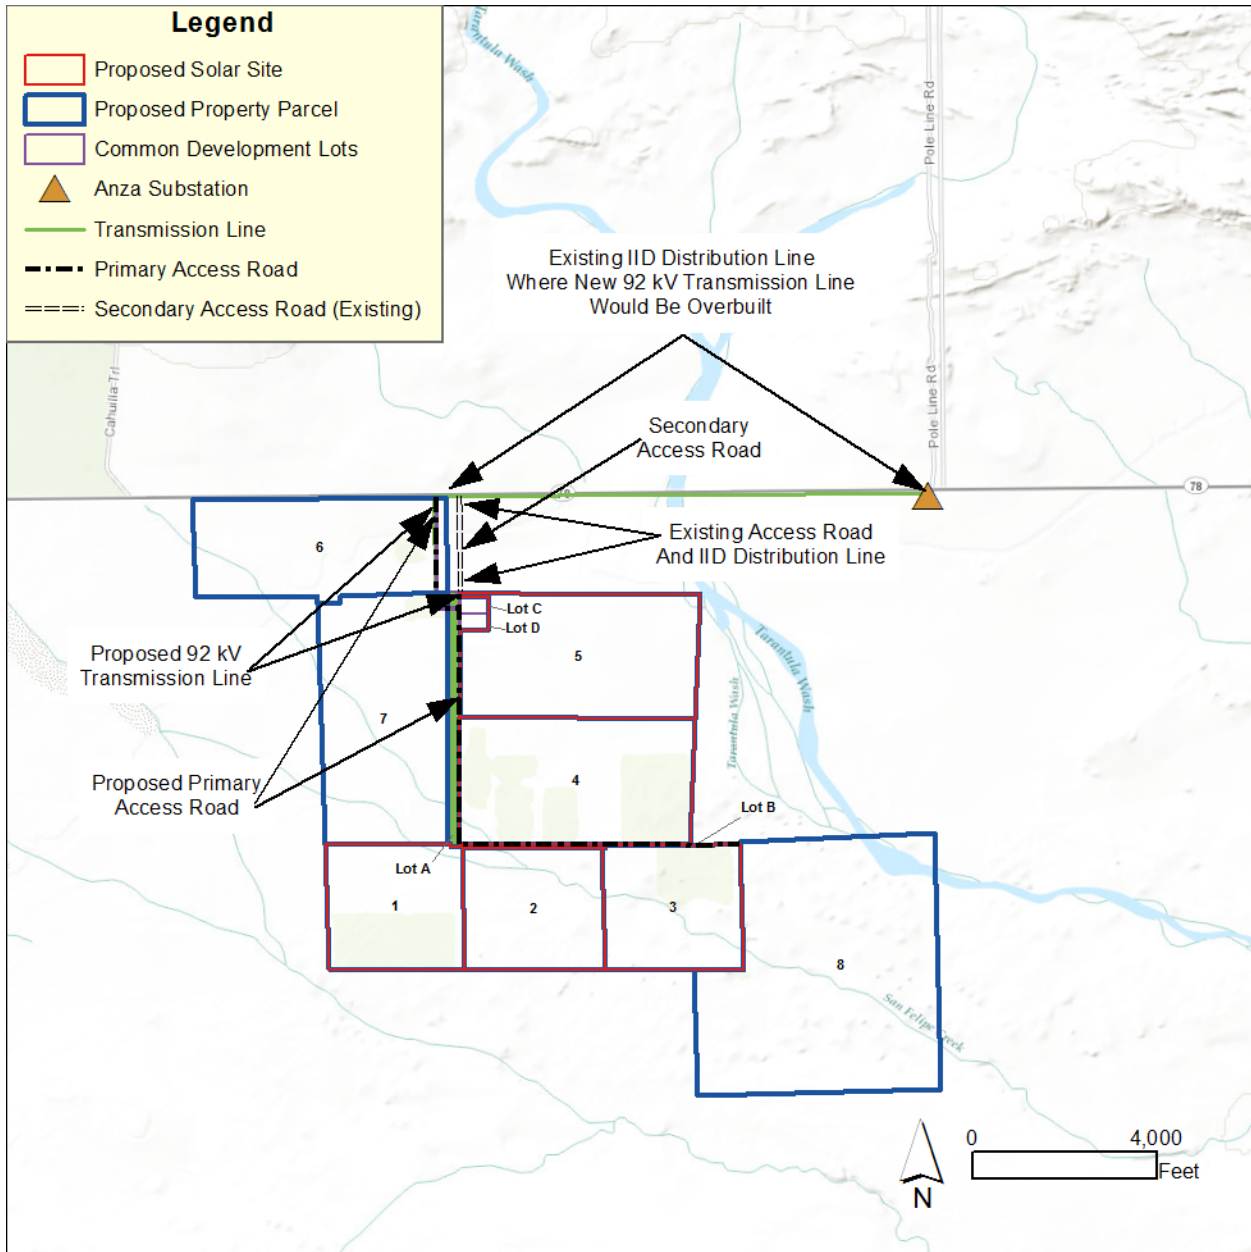 Legend
Proposed Solar Site
Proposed Property Parcel
Common Development Lots
Anza Substation
Transmission Line
Primary Access Road
Secondary Access Road (Existing)
Tarantula Wash
Pole Line Rd
Existing IID Distribution Line
Where New 92 kV Transmission Line
Would Be Overbuilt
Cahuilla Trl
Pole Line Rd
Secondary
Access Road
78
Existing Access Road
And IID Distribution Line
6
Lot C
Lot D
Proposed 92 kV
Transmission Line
5
Tarantula Wash
Tarantula Wash
7
Proposed Primary
Access Road
4
Lot B
Lot A
1
2
3
8
San Felipe Creek
0
4,000
Feet
N